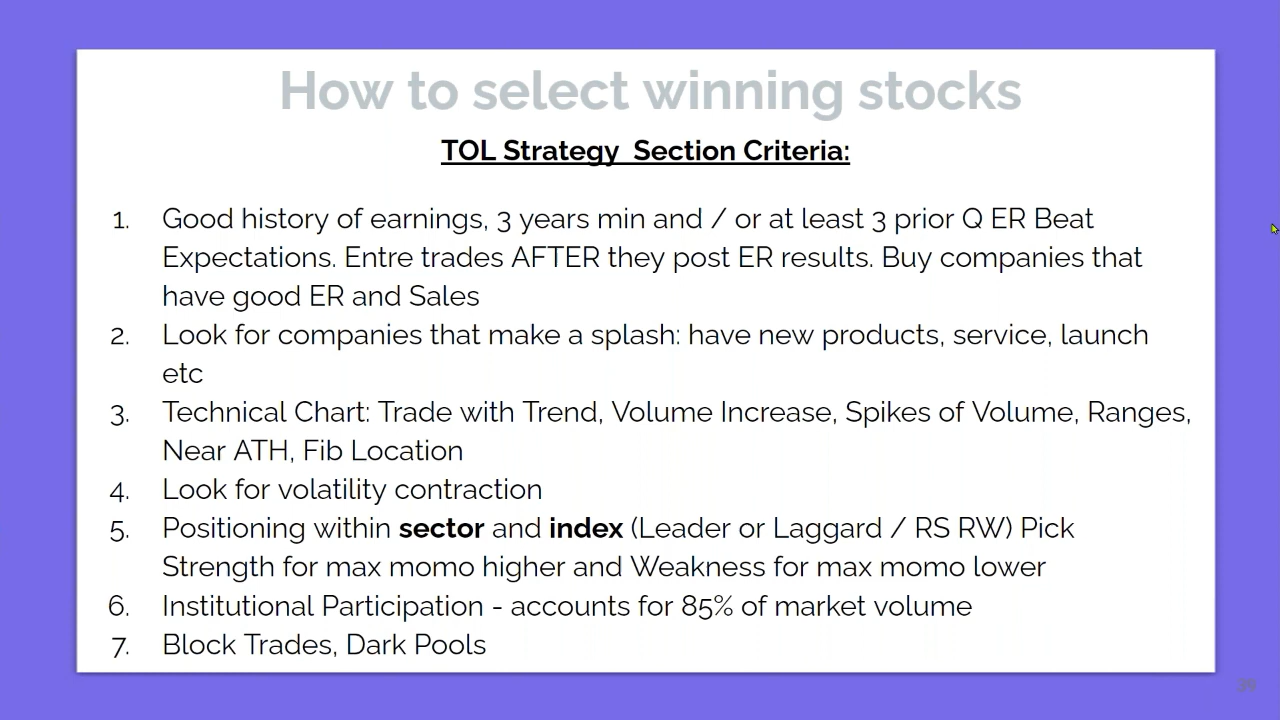 How to select winning stocks
TOL Strategy  Section Criteria:
1. Good history of earnings, 3 years min and / or at least 3 prior Q ER Beat
Expectations. Entre trades AFTER they post ER results. Buy companies that
have good ER and Sales
2. Look for companies that make a splash: have new products, service, launch
etc
3. Technical Chart: Trade with Trend, Volume Increase, Spikes of Volume, Ranges,
Near ATH, Fib Location
4. Look for volatility contraction
5. Positioning within sector and index (Leader or Laggard / RS RW) Pick
Strength for max momo higher and Weakness for max momo lower
6. Institutional Participation - accounts for 85% of market volume
7. Block Trades, Dark Pools